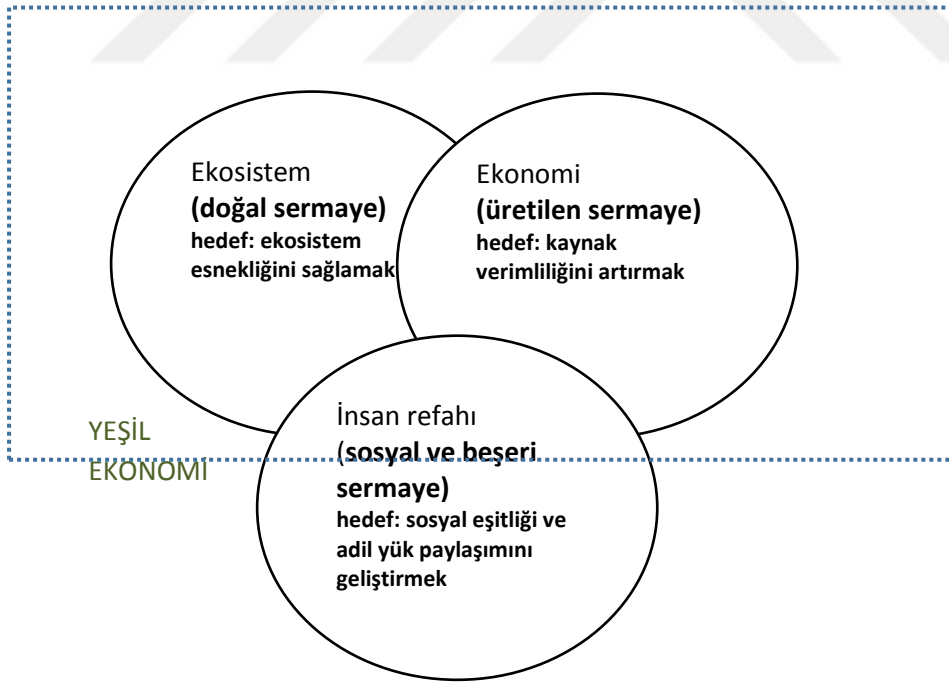 Ekosistem
(doğal sermaye)
hedef: ekosistem
esnekliğini sağlamak
Ekonomi
(üretilen sermaye)
hedef: kaynak
verimliliğini artırmak
YEŞİL
EKONOMİ
İnsan refahı
(sosyal ve beşeri
sermaye)
hedef: sosyal eşitliği ve
adil yük paylaşımını
geliştirmek